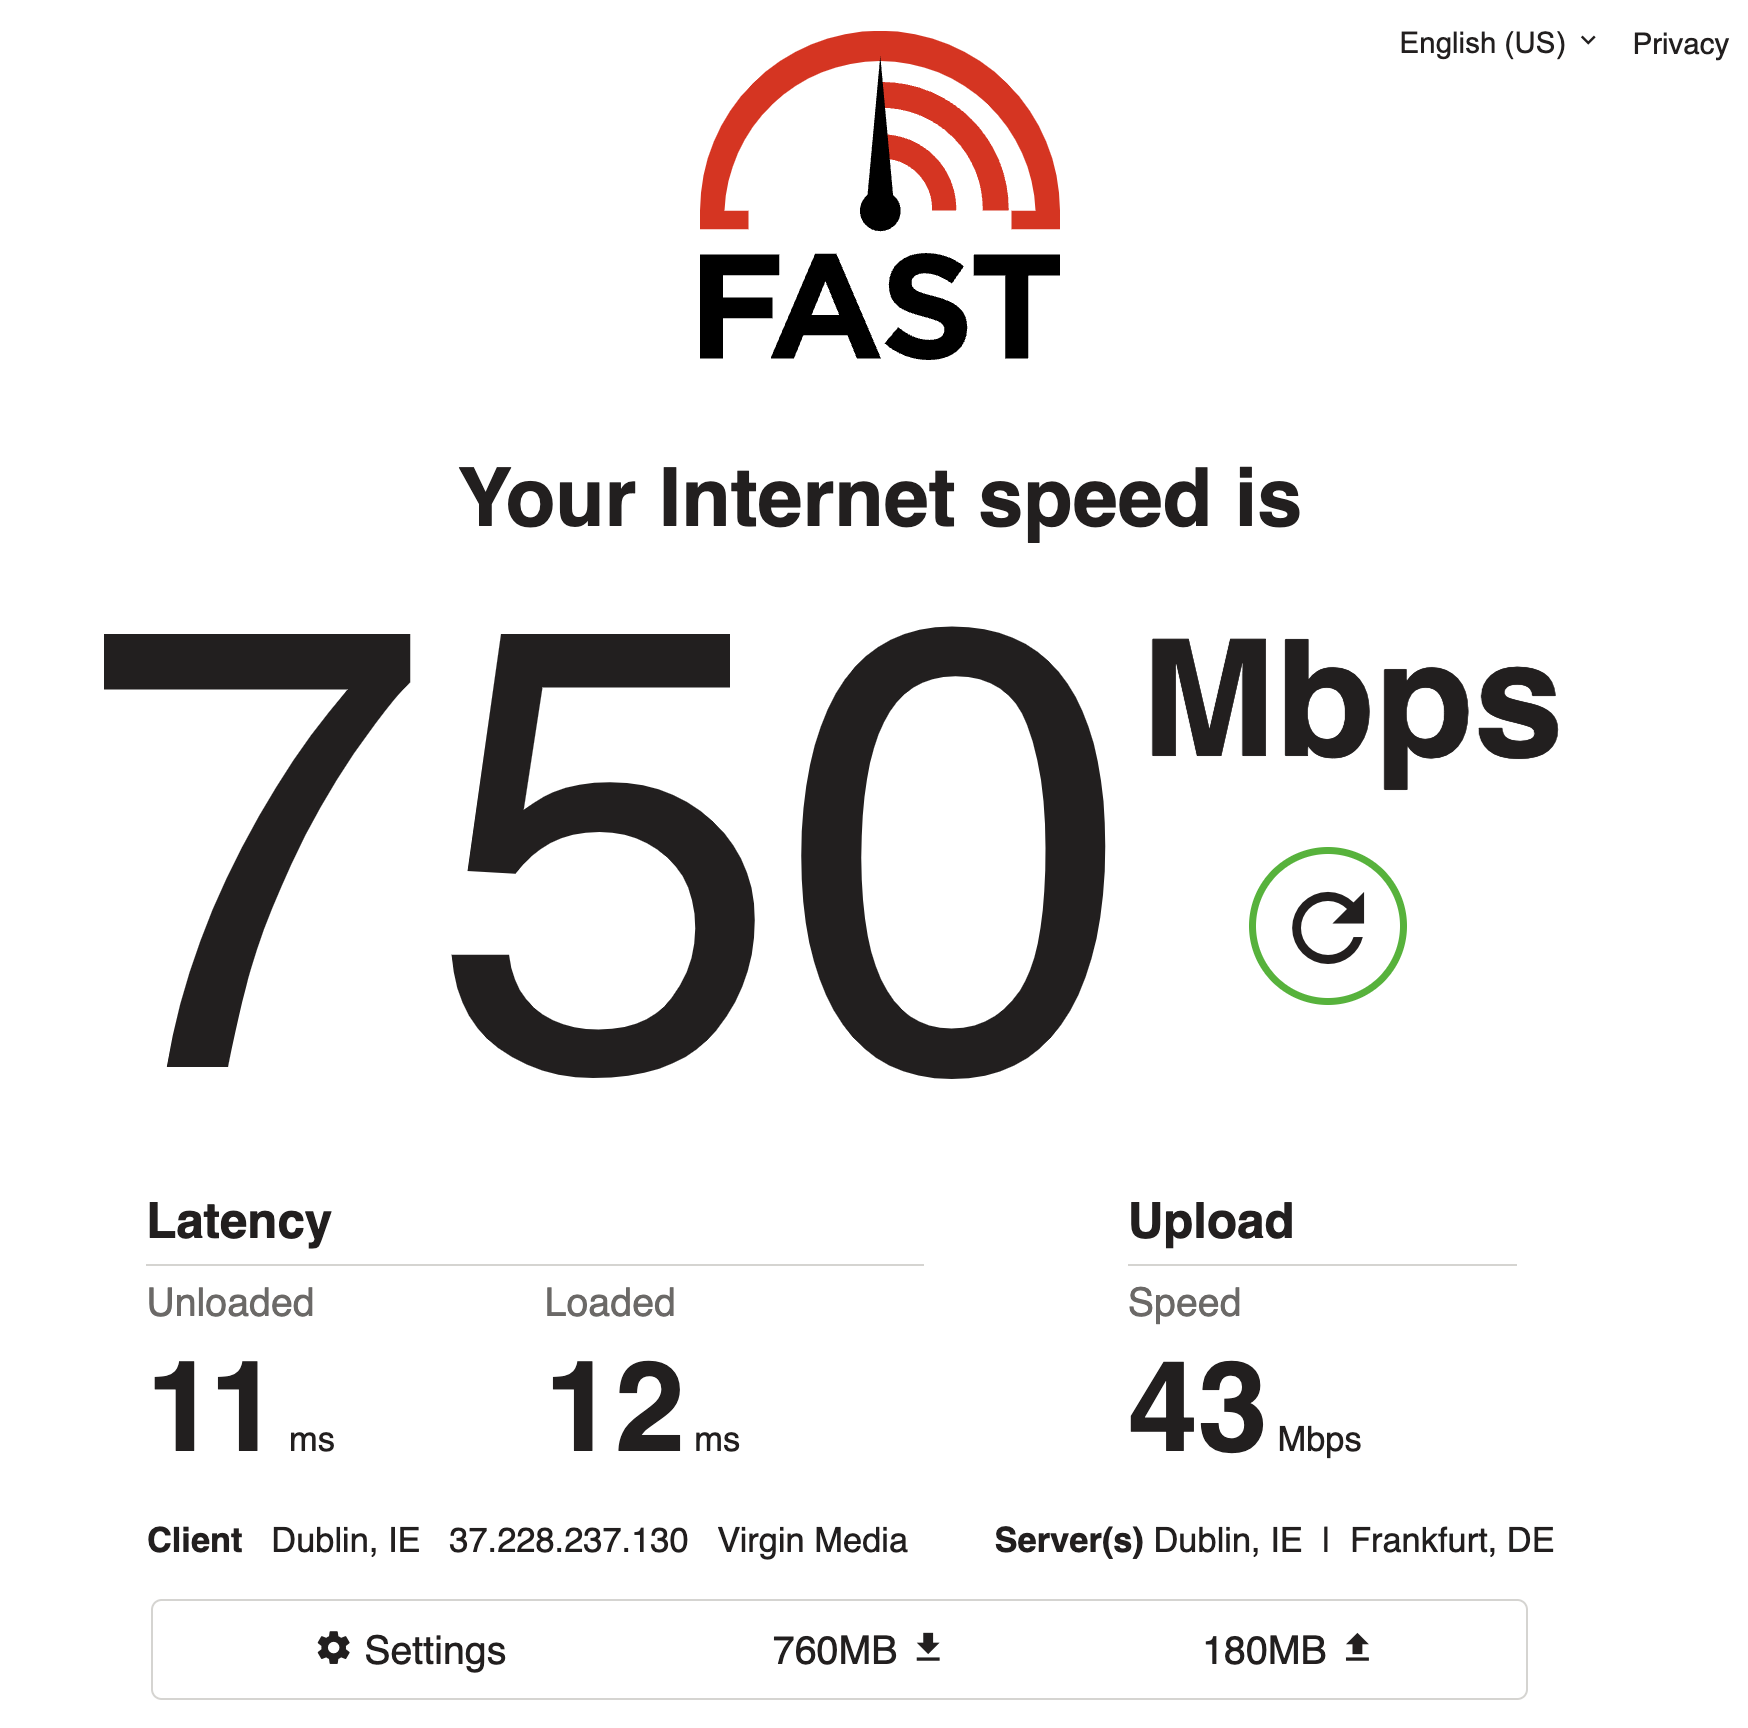 English (US) Privacy
FAST
Your Internet speed is
750 Mbps
Latency
Unloaded Loaded
11 ms 12 ms
Upload
Speed
43 Mbps
Client Dublin, IE 37.228.237.130 Virgin Media
Server(s) Dublin, IE | Frankfurt, DE
Settings 760MB 180MB